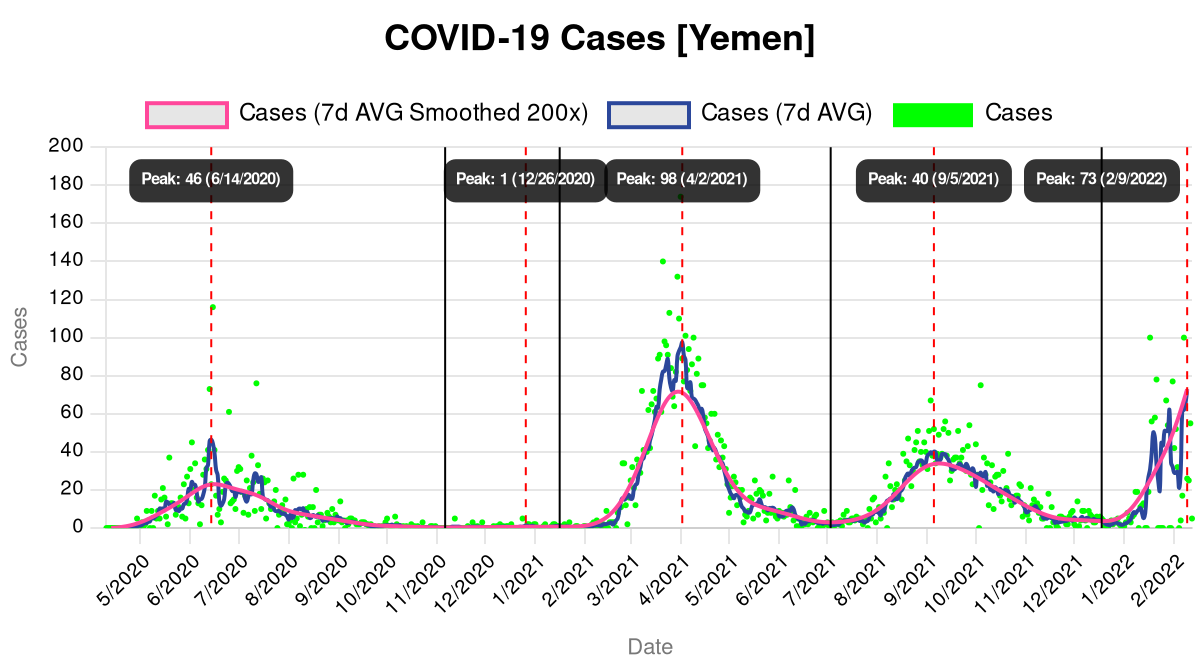 COVID-19 Cases [Yemen]
Cases (7d AVG Smoothed 200x) Cases (7d AVG) Cases
200
180
160
140
120
100
80
60
40
20
0
Cases
Peak: 46 (6/14/2020) Peak: 1 (12/26/2020) Peak: 98 (4/2/2021) Peak: 40 (9/5/2021) Peak: 73 (2/9/2022)
5/2020 6/2020 7/2020 8/2020 9/2020 10/2020 11/2020 12/2020 1/2021 2/2021 3/2021 4/2021 5/2021 6/2021 7/2021 8/2021 9/2021 10/2021 11/2021 12/2021 1/2022 2/2022
Date